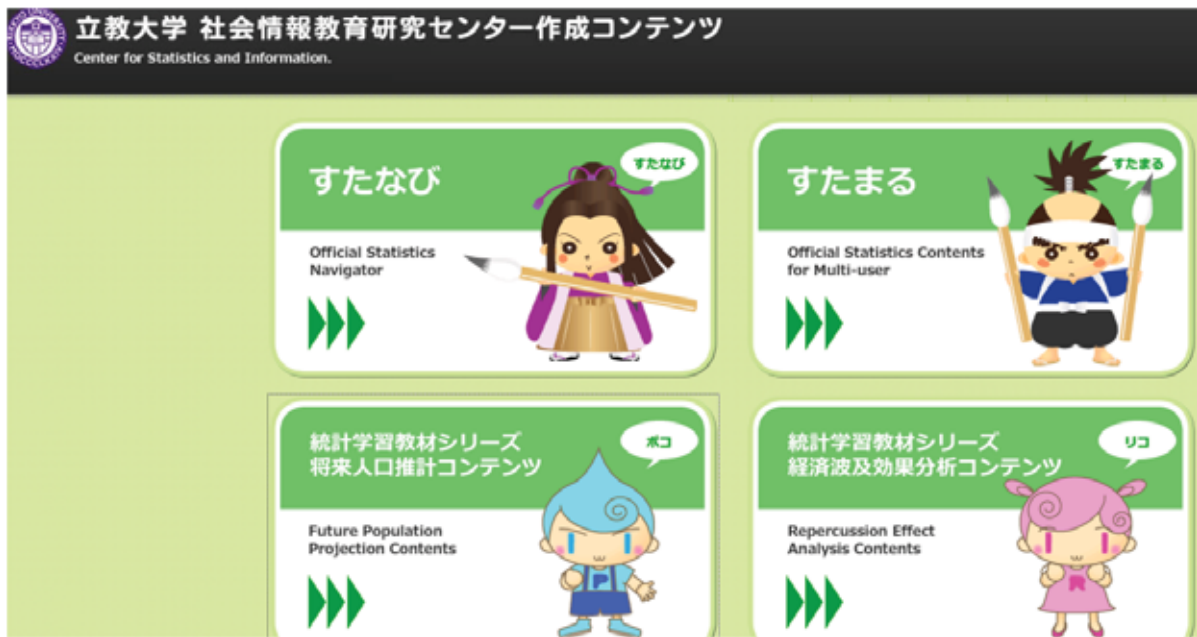 立教大学 社会情報教育研究センター作成コンテンツ
Center for Statistics and Information.
すたなび
すたなび
Official Statistics
Navigator
すたまる
すたまる
Official Statistics Contents
for Multi-user
統計学習教材シリーズ
将来人口推計コンテンツ
ポコ
Future Population
Projection Contents
P
統計学習教材シリーズ
経済波及効果分析コンテンツ
リコ
Repercussion Effect
Analysis Contents
R